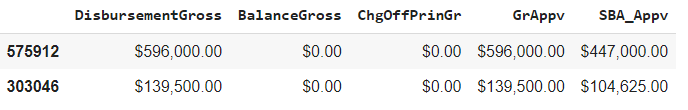 DisbursementGross BalanceGross ChgOffPrinGr GrAppv SBA_Appv
575912 $596,000.00 $0.00 $0.00 $596,000.00 $447,000.00
303046 $139,500.00 $0.00 $0.00 $139,500.00 $104,625.00